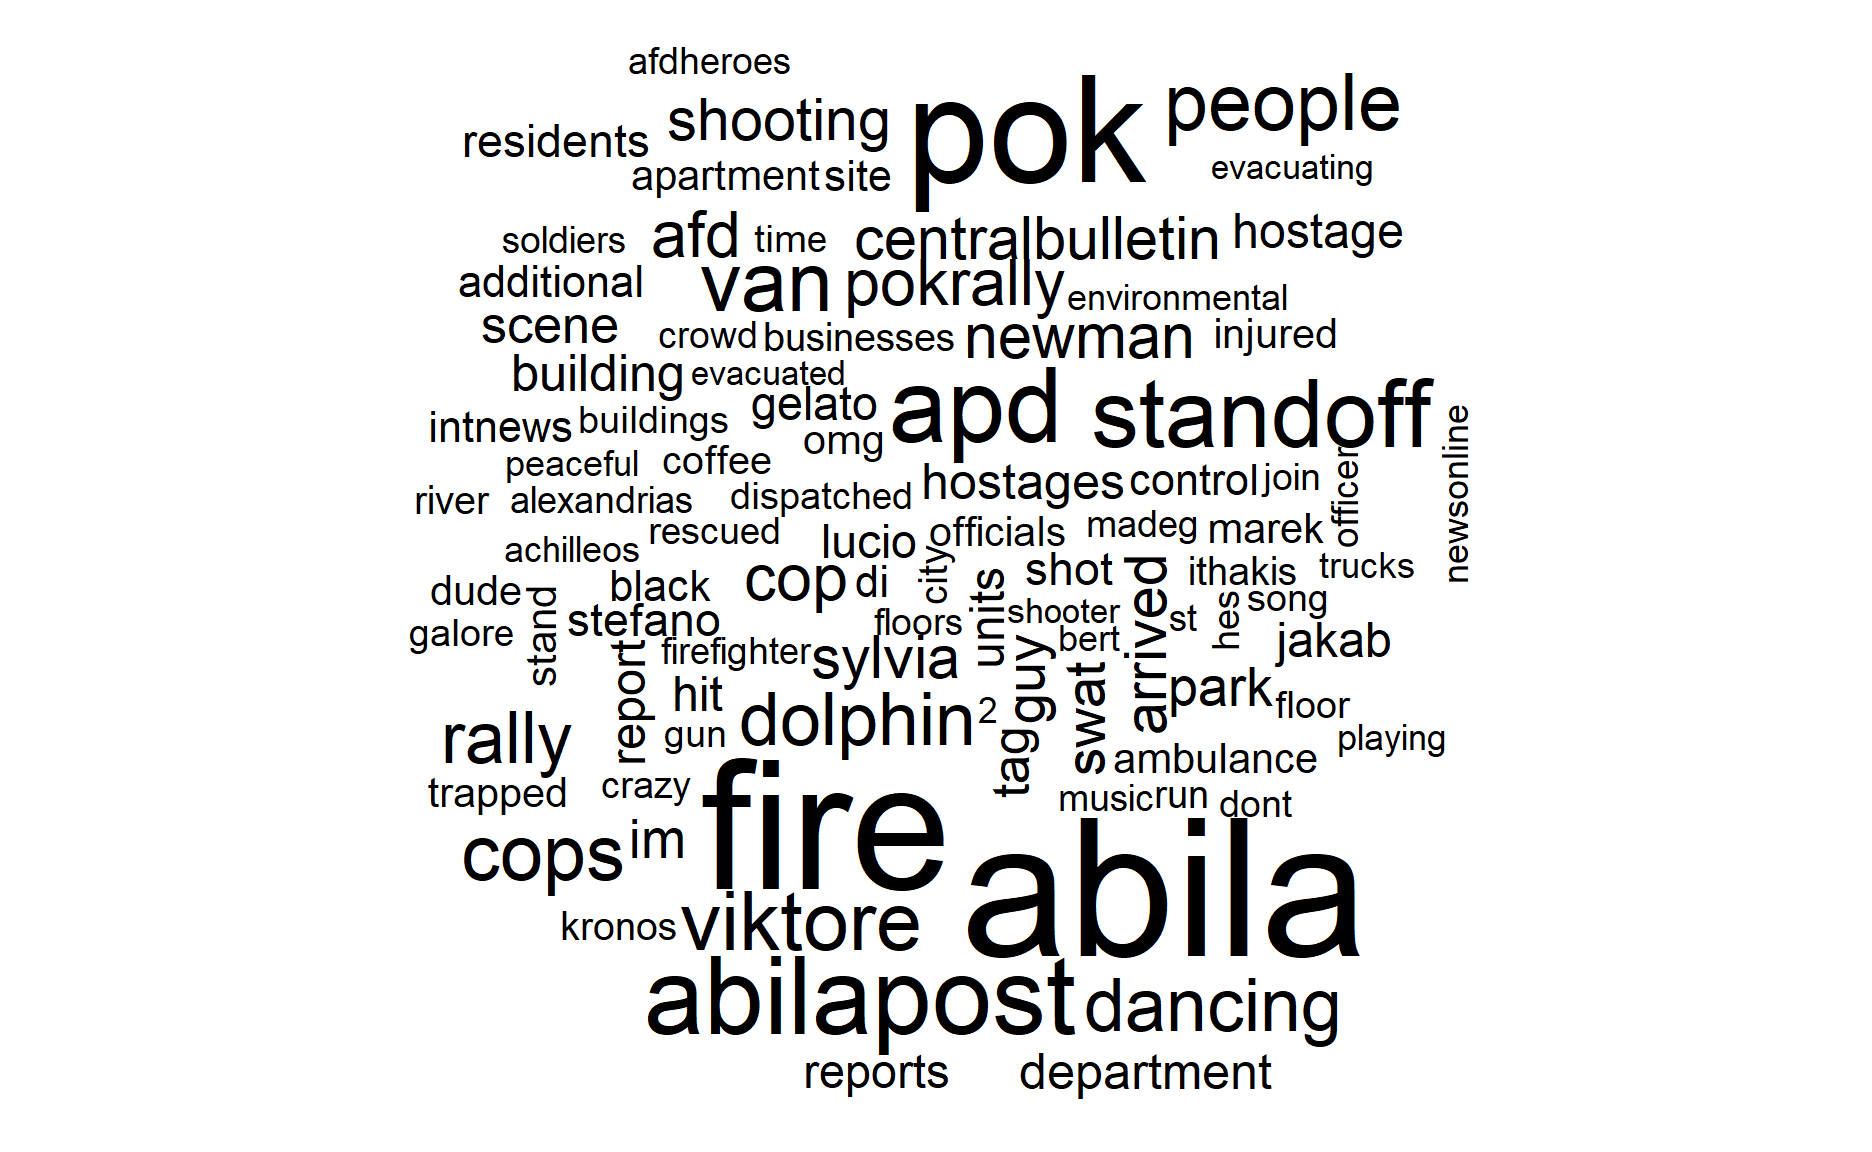 afdheroes
shooting pok people
residents
apartment site evacuating
soldiers afd time centralbulletin hostage
additional van pokrally environmental
scene crowd businesses newman injured
building evacuated
gelato apd standoff
intnews buildings omg newsonline
peaceful coffee hostages control join officer
river alexandrias dispatched
rescued lucio officials madeg marek
achilleos city shot ithakis trucks
dude stand black cop di units shooter arrived st hes song
galore stefano floors bert jakab
report firefighter sylvia guy swat park
hit dolphin 2 tag floor
rally gun ambulance playing
trapped crazy fire music run dont
cops im abila
kronos viktore
abilapost dancing
reports department